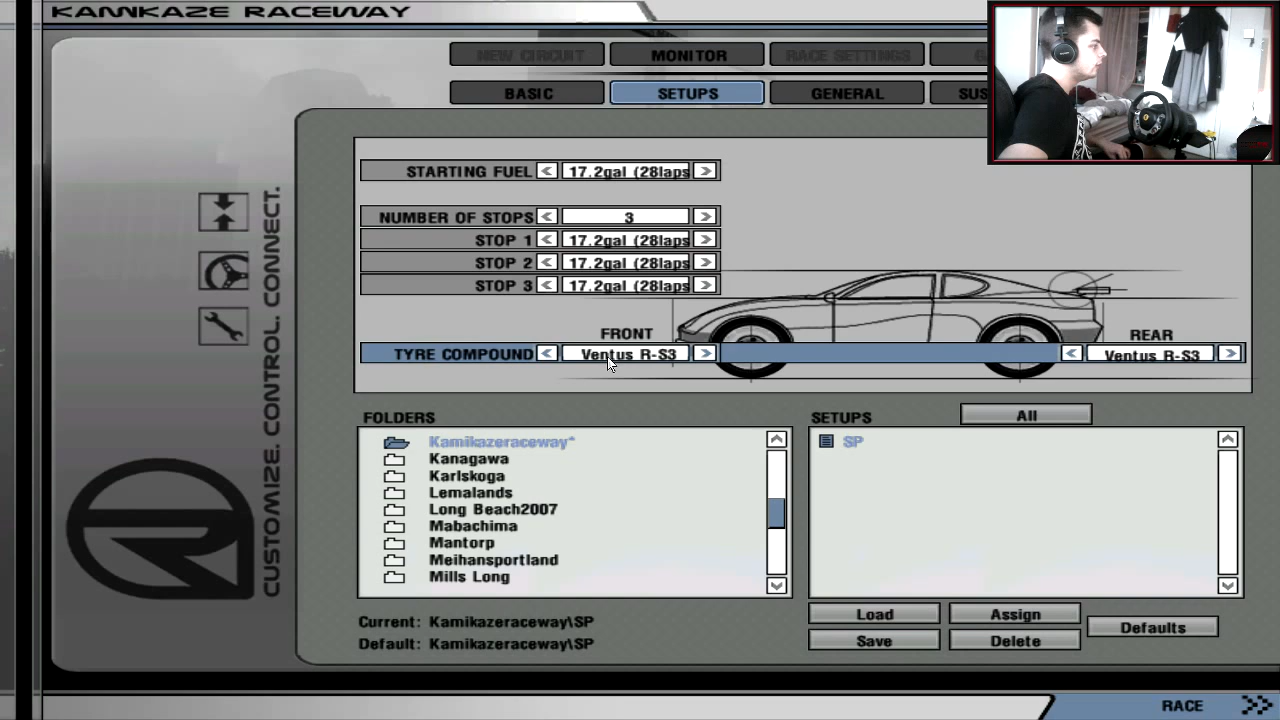 KAMIKAZE RACEWAY
NEW CIRCUIT
MONITOR
RACE SETTINGS
BASIC
SETUPS
GENERAL
SUS
STARTING FUEL < 17.2gal (28laps >
NUMBER OF STOPS < 3 >
STOP 1 < 17.2gal (28laps >
STOP 2 < 17.2gal (28laps >
STOP 3 < 17.2gal (28laps >
FRONT
REAR
TYRE COMPOUND < Ventus R-S3 > < Ventus R-S3 >
CUSTOMIZE. CONTROL. CONNECT.
FOLDERS
Kamikazeraceway*
Kanagawa
Karlskoga
Lemalands
Long Beach2007
Mabachima
Mantorp
Meihansportland
Mills Long
SETUPS
All
SP
Current: Kamikazeraceway\SP
Default: Kamikazeraceway\SP
Load
Assign
Save
Delete
Defaults
RACE >>